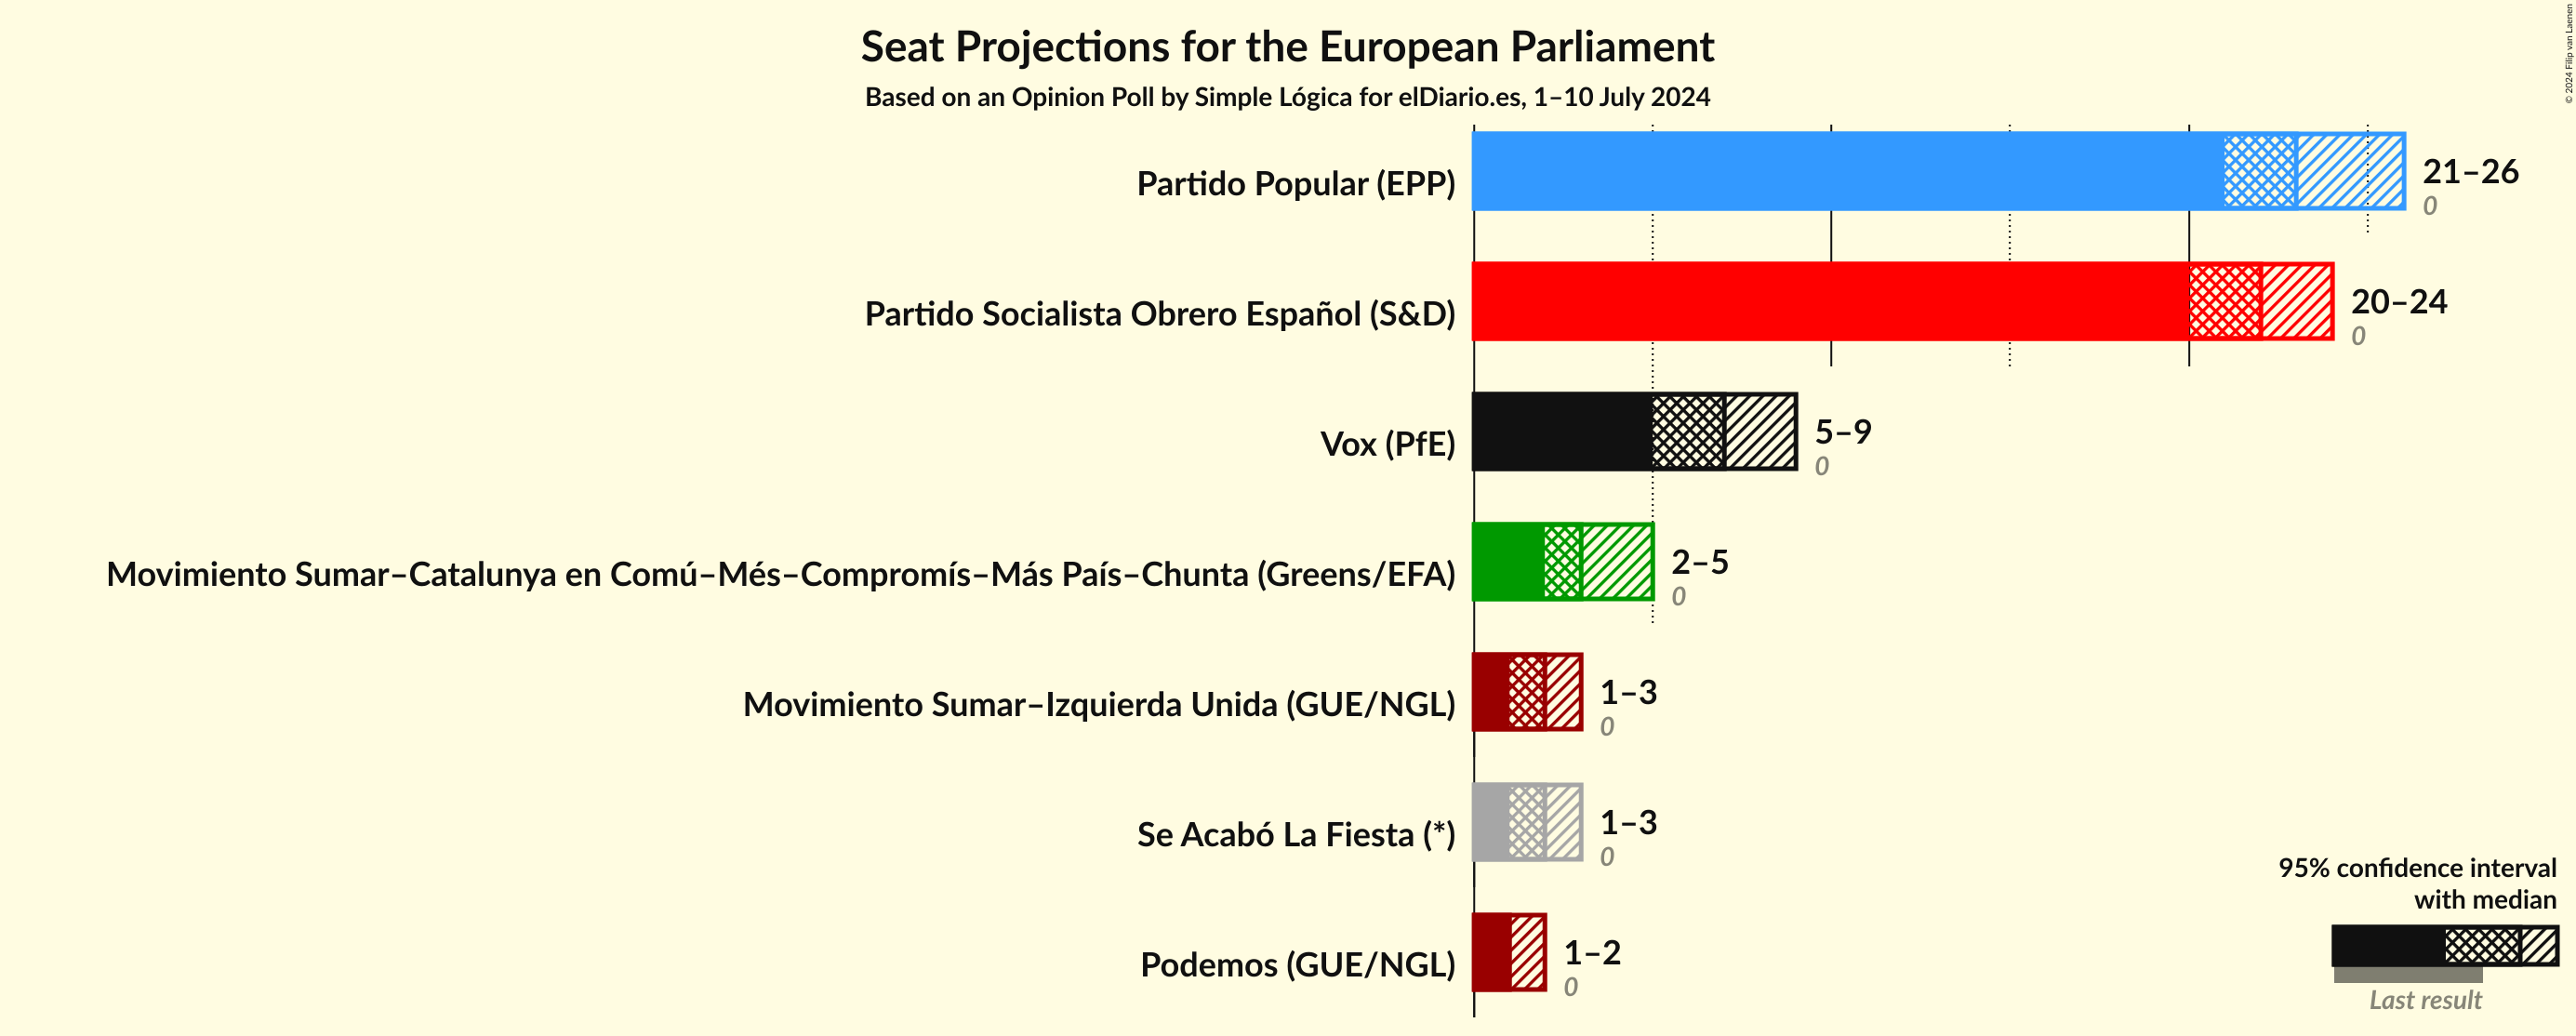 Seat Projections for the European Parliament
Based on an Opinion Poll by Simple Lógica for elDiario.es, 1–10 July 2024
© 2024 Filip van Laenen
Partido Popular (EPP)
21–26
0
Partido Socialista Obrero Español (S&D)
20–24
0
Vox (PfE)
5–9
0
Movimiento Sumar–Catalunya en Comú–Més–Compromís–Más País–Chunta (Greens/EFA)
2–5
0
Movimiento Sumar–Izquierda Unida (GUE/NGL)
1–3
0
Se Acabó La Fiesta (*)
1–3
0
Podemos (GUE/NGL)
1–2
0
95% confidence interval
with median
Last result